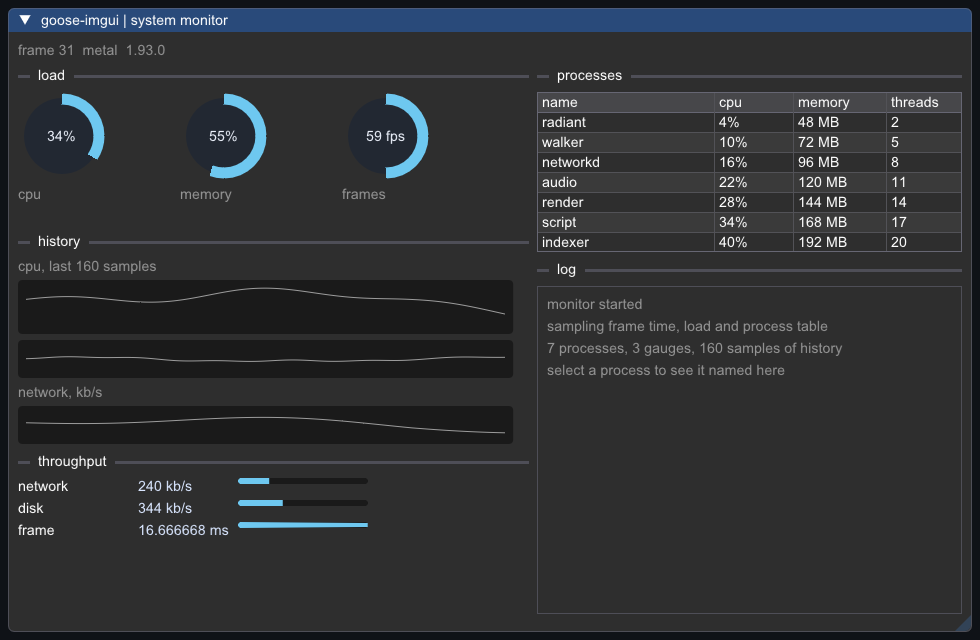 goose-imgui | system monitor
frame 31 metal 1.93.0
load
34%
55%
59 fps
cpu
memory
frames
history
cpu, last 160 samples
network, kb/s
throughput
network 240 kb/s
disk 344 kb/s
frame 16.666668 ms
processes
name cpu memory threads
radiant 4% 48 MB 2
walker 10% 72 MB 5
networkd 16% 96 MB 8
audio 22% 120 MB 11
render 28% 144 MB 14
script 34% 168 MB 17
indexer 40% 192 MB 20
log
monitor started
sampling frame time, load and process table
7 processes, 3 gauges, 160 samples of history
select a process to see it named here